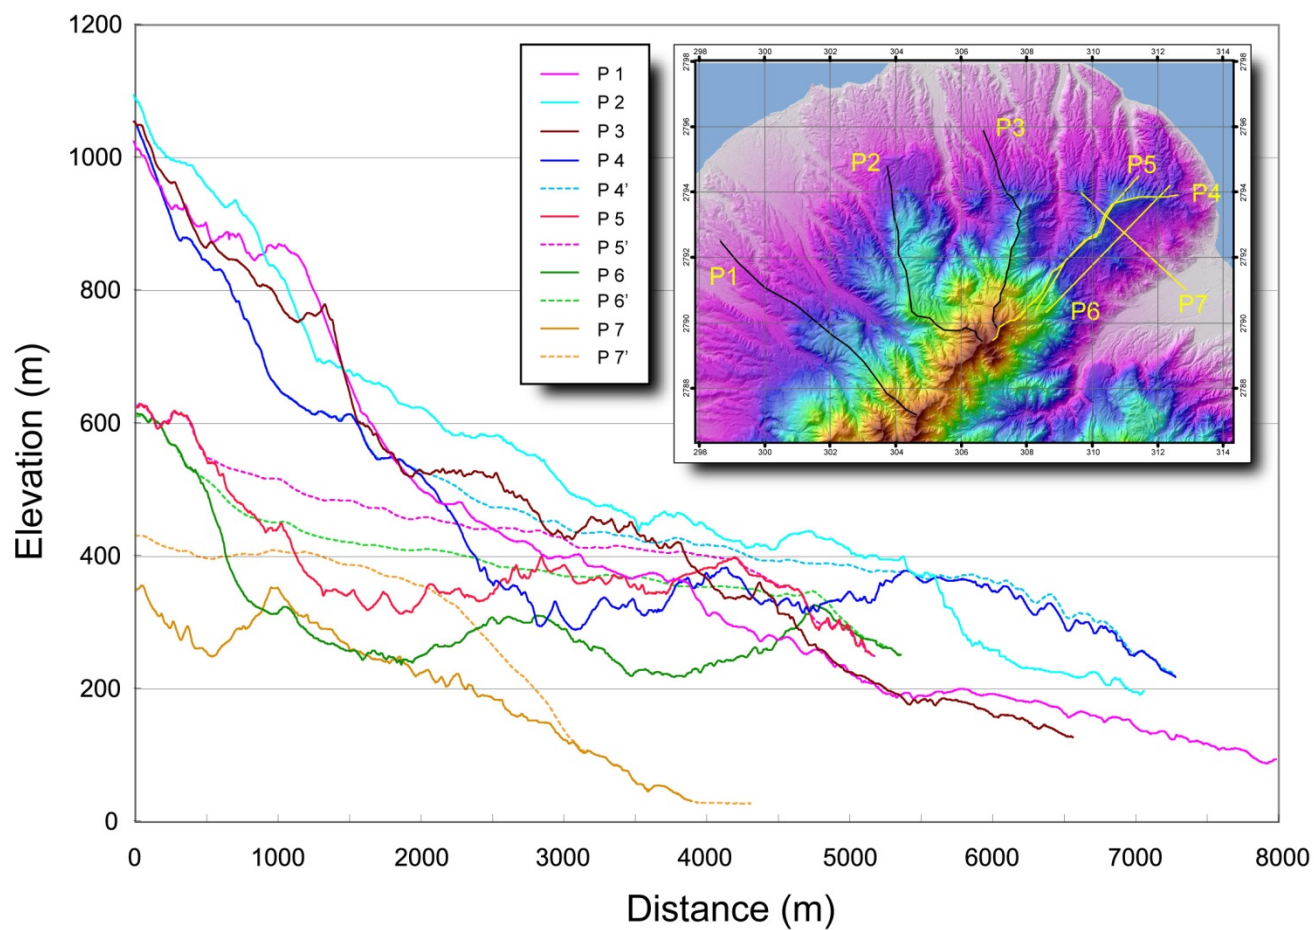 1200
1000
800
600
400
200
0
Elevation (m)
0 1000 2000 3000 4000 5000 6000 7000 8000
Distance (m)
P 1
P 2
P 3
P 4
P 4'
P 5
P 5'
P 6
P 6'
P 7
P 7'
298 300 302 304 306 308 310 312 314
2798 2798
2796 2796
2794 2794
2792 2792
2790 2790
2788 2788
P3
P2
P5
P4
P1
P6
P7
298 300 302 304 306 308 310 312 314